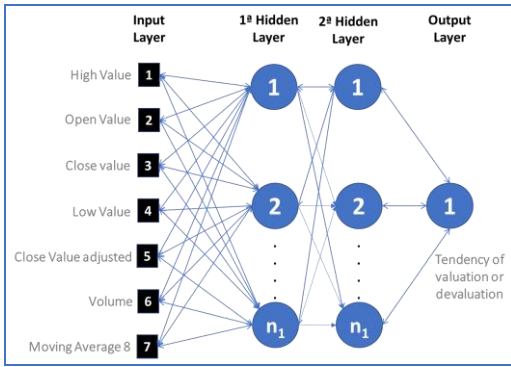 Input
Layer
1ª Hidden
Layer
2ª Hidden
Layer
Output
Layer
High Value 1
Open Value 2
Close value 3
Low Value 4
Close Value adjusted 5
Volume 6
Moving Average 8 7
1
2
n1
1
2
n1
1
Tendency of
valuation or
devaluation